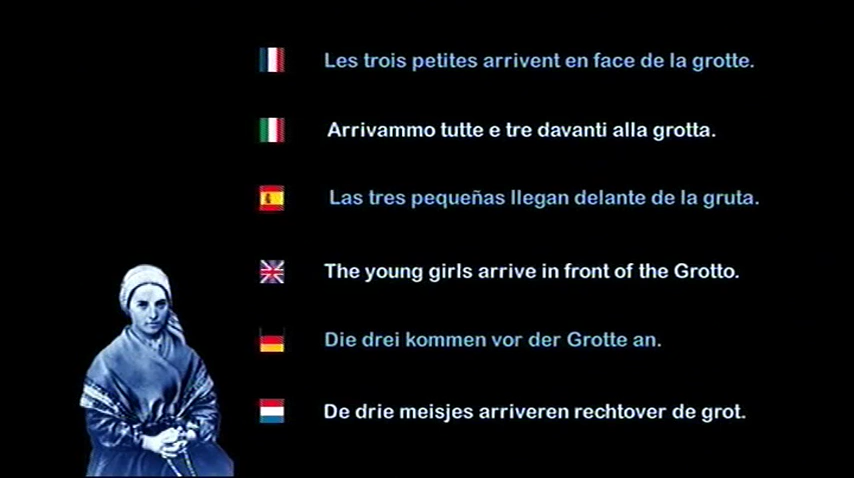 Les trois petites arrivent en face de la grotte.
Arrivammo tutte e tre davanti alla grotta.
Las tres pequeñas llegan delante de la gruta.
The young girls arrive in front of the Grotto.
Die drei kommen vor der Grotte an.
De drie meisjes arriveren rechtover de grot.